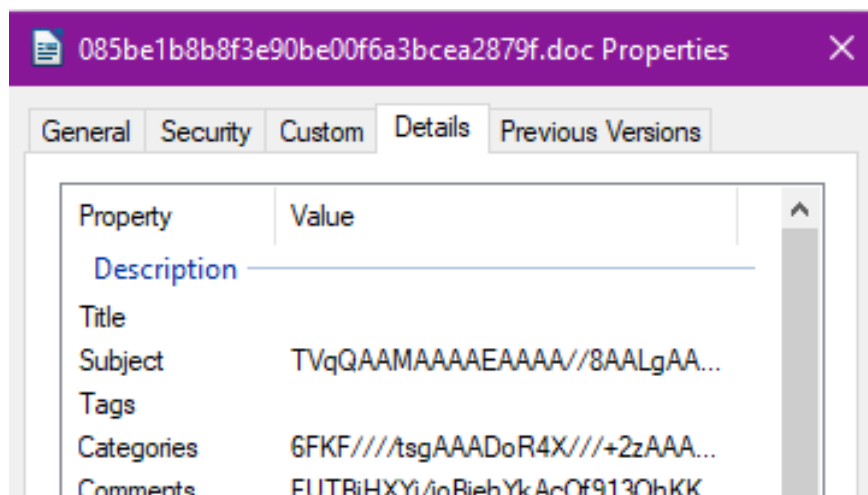 085be1b8b8f3e90be00f6a3bcea2879f.doc Properties
General Security Custom Details Previous Versions
Property Value
Description
Title
Subject TVqQAAMAAAAEAAAA//8AALgAA...
Tags
Categories 6FKF////tsgAAADoR4X///+2zAAA...
Comments